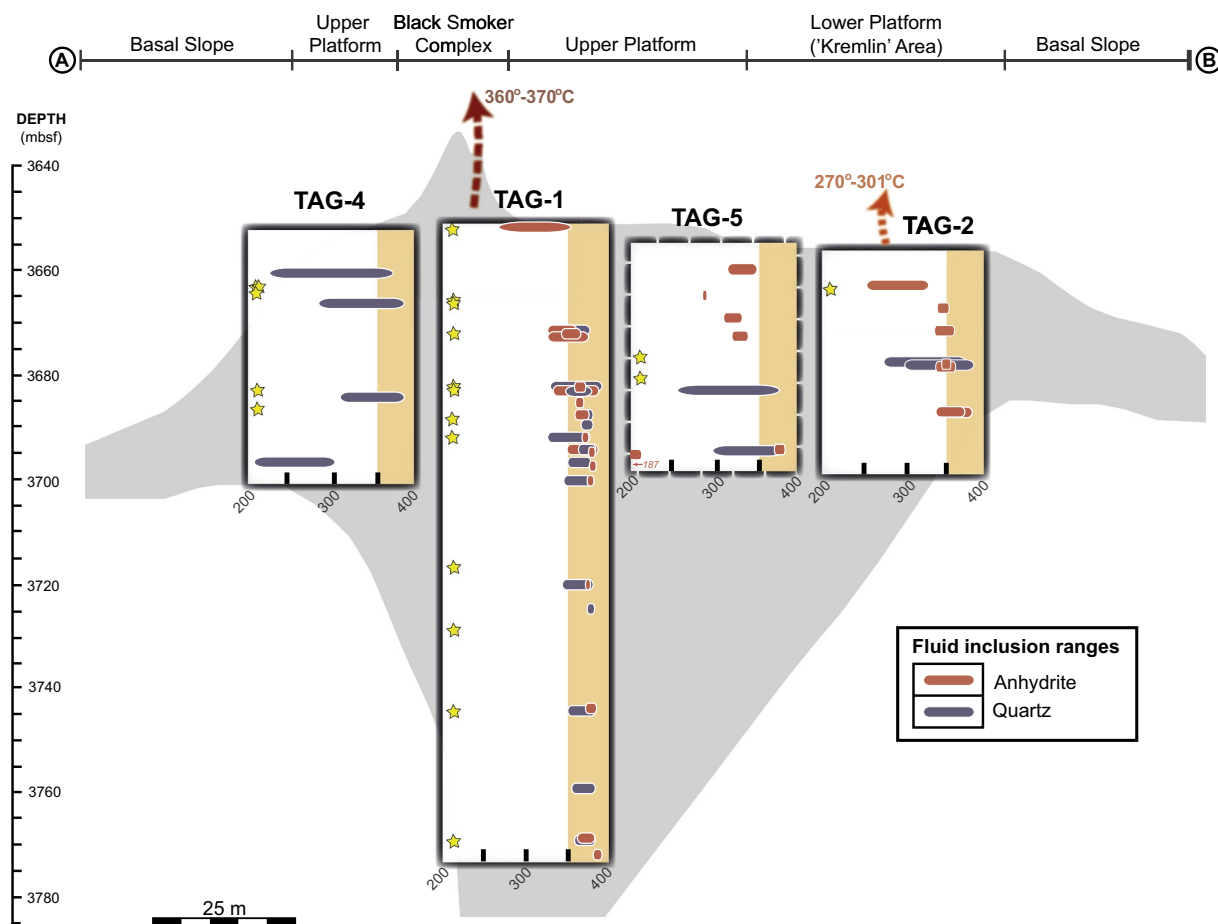 Basal Slope
Upper
Platform
Black Smoker
Complex
Upper Platform
Lower Platform
('Kremlin' Area)
Basal Slope
A
B
360°-370°C
DEPTH
(mbsf)
3640
3660
3680
3700
3720
3740
3760
3780
270°-301°C
TAG-4
TAG-1
TAG-5
TAG-2
←187
200
300
400
200
300
400
200
300
400
200
300
400
Fluid inclusion ranges
Anhydrite
Quartz
25 m